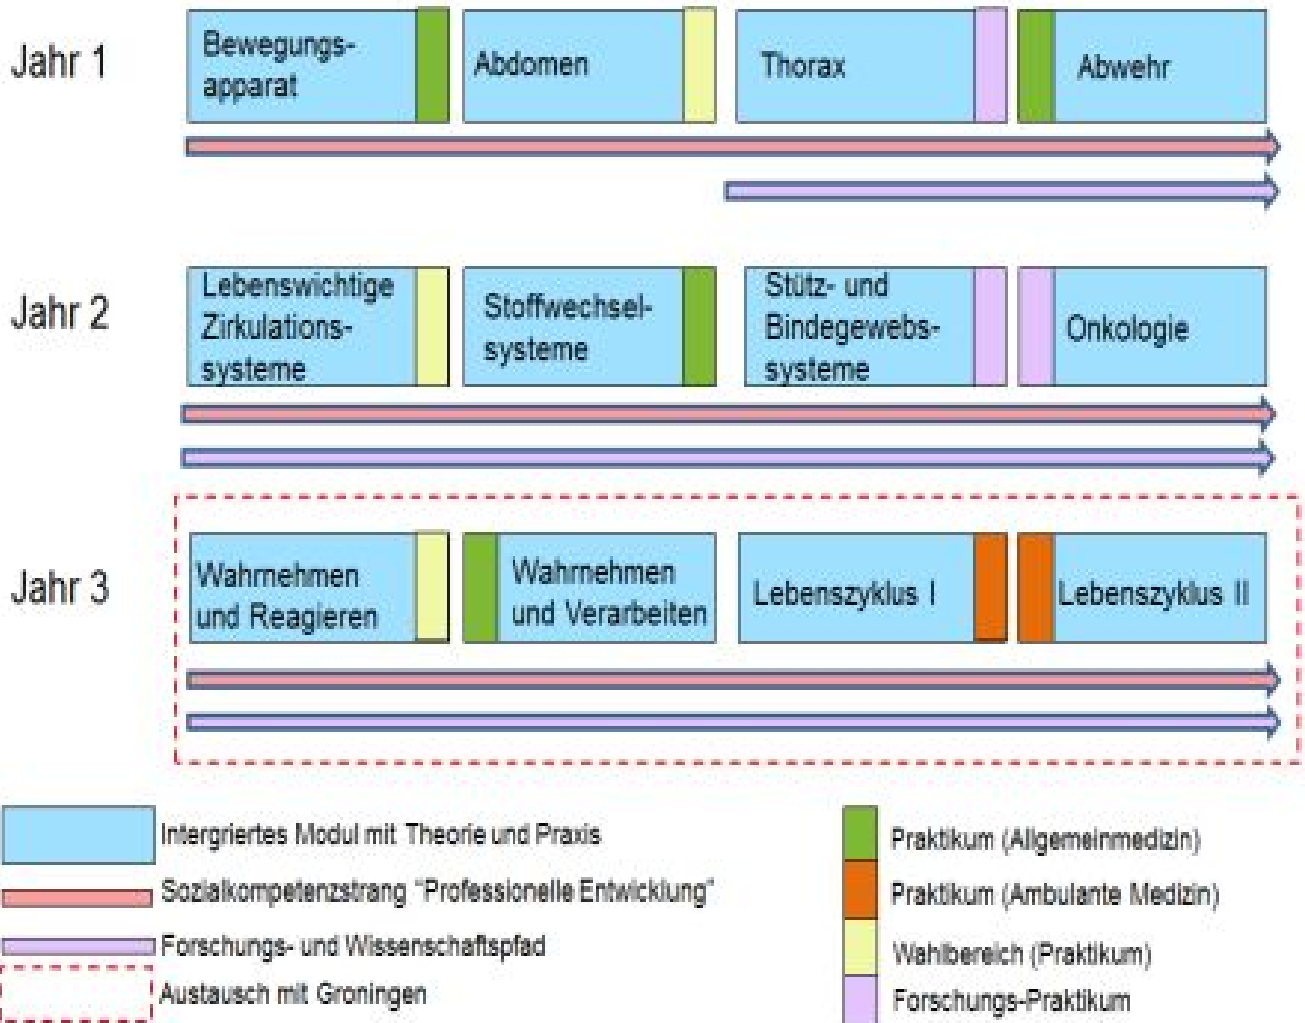 Jahr 1
Bewegungs-
apparat
Abdomen
Thorax
Abwehr
Jahr 2
Lebenswichtige
Zirkulations-
systeme
Stoffwechsel-
systeme
Stütz- und
Bindegewebs-
systeme
Onkologie
Jahr 3
Wahrnehmen
und Reagieren
Wahrnehmen
und Verarbeiten
Lebenszyklus I
Lebenszyklus II
Intergriertes Modul mit Theorie und Praxis
Sozialkompetenzstrang "Professionelle Entwicklung"
Forschungs- und Wissenschaftspfad
Austausch mit Groningen
Praktikum (Allgemeinmedizin)
Praktikum (Ambulante Medizin)
Wahlbereich (Praktikum)
Forschungs-Praktikum